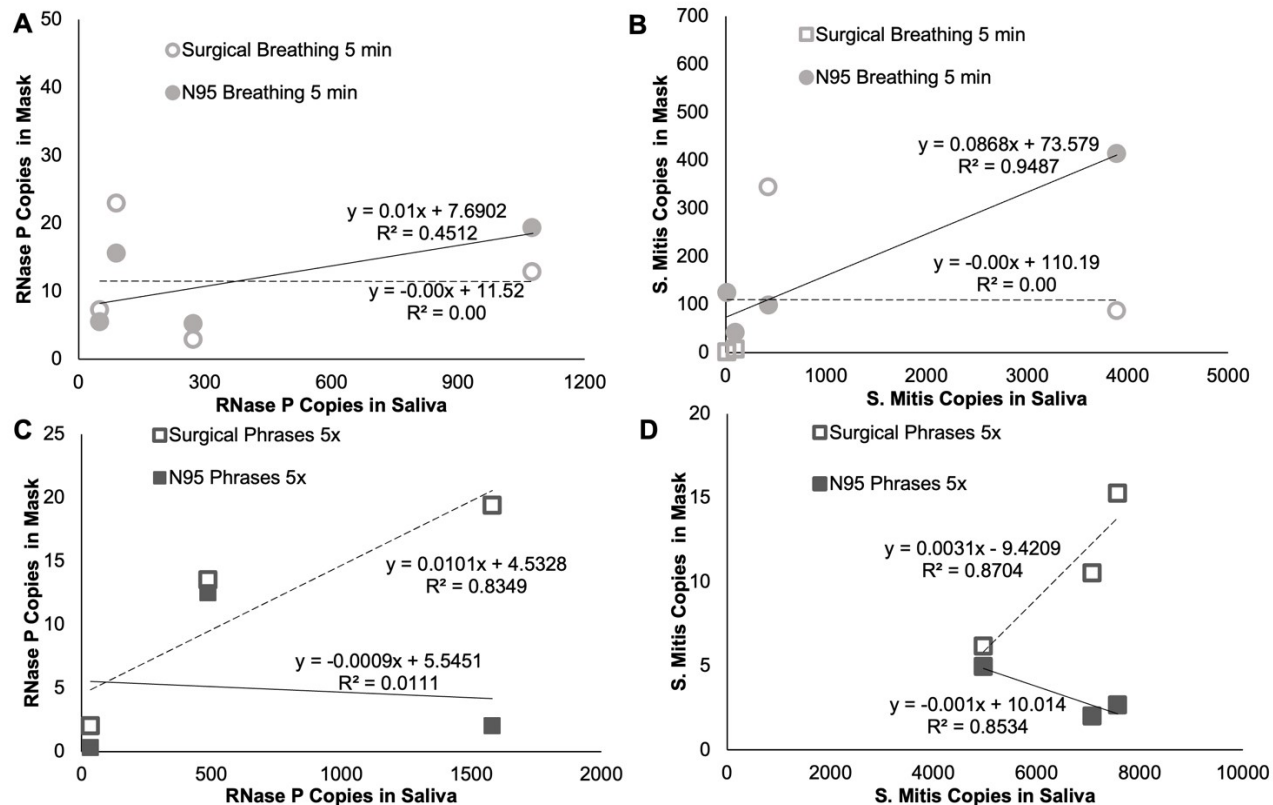 A
RNase P Copies in Mask
50
40
30
20
10
0
Surgical Breathing 5 min
N95 Breathing 5 min
y = 0.01x + 7.6902
R² = 0.4512
y = -0.00x + 11.52
R² = 0.00
0
300
600
900
1200
RNase P Copies in Saliva
B
S. Mitis Copies in Mask
700
600
500
400
300
200
100
0
Surgical Breathing 5 min
N95 Breathing 5 min
y = 0.0868x + 73.579
R² = 0.9487
y = -0.00x + 110.19
R² = 0.00
0
1000
2000
3000
4000
5000
S. Mitis Copies in Saliva
C
RNase P Copies in Mask
25
20
15
10
5
0
Surgical Phrases 5x
N95 Phrases 5x
y = 0.0101x + 4.5328
R² = 0.8349
y = -0.0009x + 5.5451
R² = 0.0111
0
500
1000
1500
2000
RNase P Copies in Saliva
D
S. Mitis Copies in Mask
20
15
10
5
0
Surgical Phrases 5x
N95 Phrases 5x
y = 0.0031x - 9.4209
R² = 0.8704
y = -0.001x + 10.014
R² = 0.8534
0
2000
4000
6000
8000
10000
S. Mitis Copies in Saliva